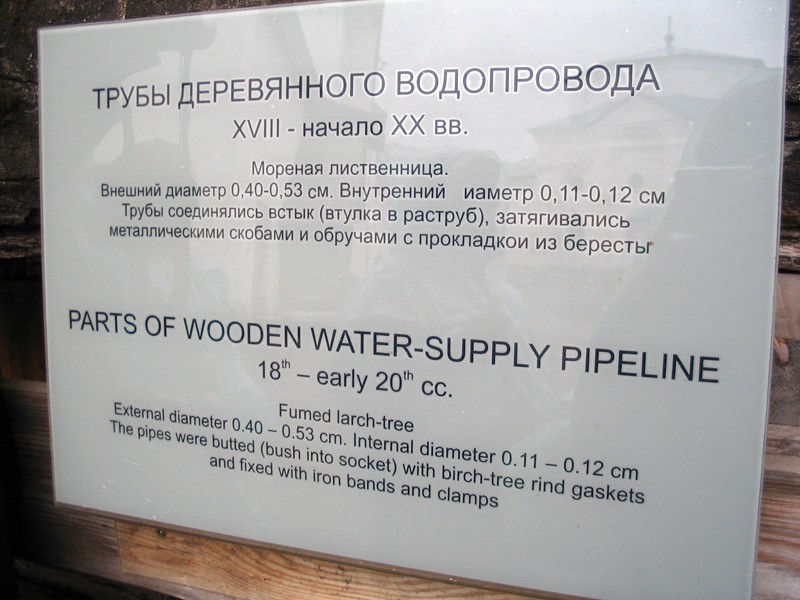 ТРУБЫ ДЕРЕВЯННОГО ВОДОПРОВОДА
XVIII - начало XX вв.
Мореная лиственница.
Внешний диаметр 0,40-0,53 см. Внутренний иаметр 0,11-0,12 см
Трубы соединялись встык (втулка в раструб), затягивались
металлическими скобами и обручами с прокладкои из бересты
PARTS OF WOODEN WATER-SUPPLY PIPELINE
18th – early 20th cc.
Fumed larch-tree
External diameter 0.40 – 0.53 cm. Internal diameter 0.11 – 0.12 cm
The pipes were butted (bush into socket) with birch-tree rind gaskets
and fixed with iron bands and clamps